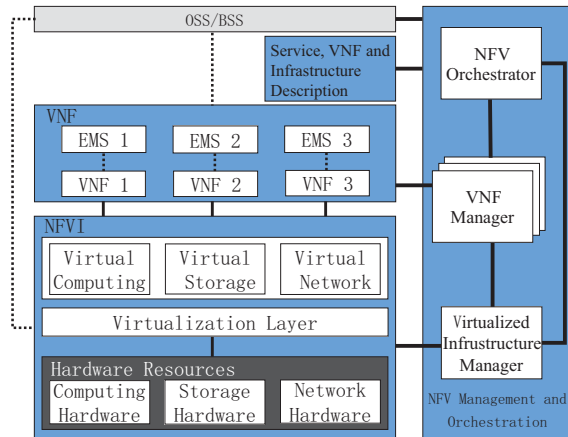 OSS/BSS
Service, VNF and
Infrastructure
Description
NFV
Orchestrator
VNF
EMS 1
EMS 2
EMS 3
VNF 1
VNF 2
VNF 3
VNF
Manager
NFVI
Virtual
Computing
Virtual
Storage
Virtual
Network
Virtualization Layer
Virtualized
Infrastructure
Manager
Hardware Resources
Computing
Hardware
Storage
Hardware
Network
Hardware
NFV Management and
Orchestration